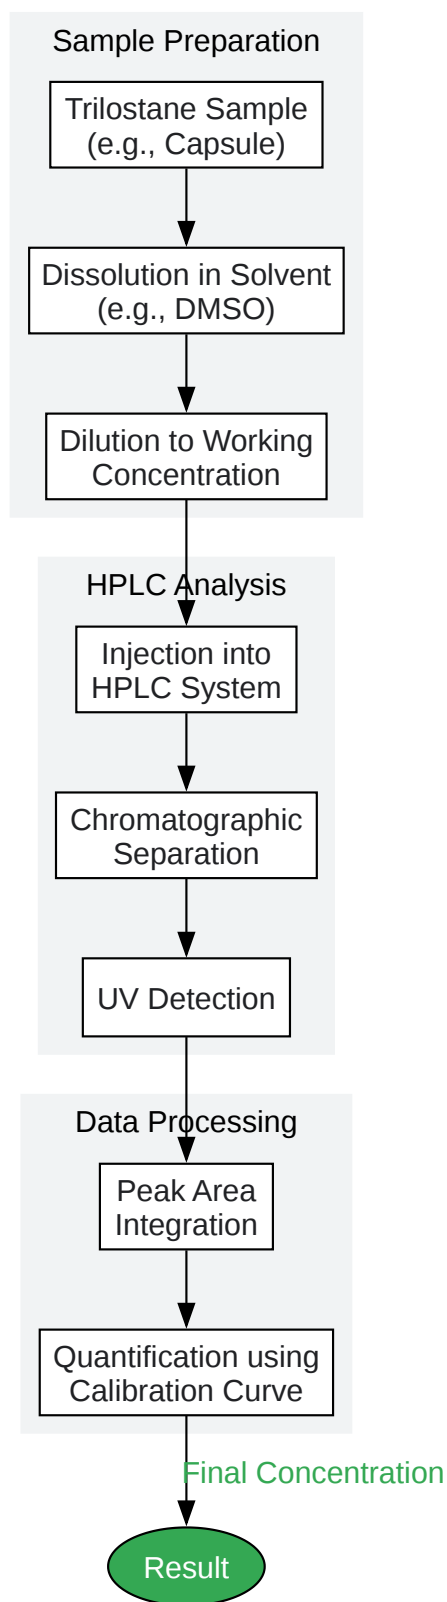 Sample Preparation
Trilostane Sample
(e.g., Capsule)
Dissolution in Solvent
(e.g., DMSO)
Dilution to Working
Concentration
HPLC Analysis
Injection into
HPLC System
Chromatographic
Separation
UV Detection
Data Processing
Peak Area
Integration
Quantification using
Calibration Curve
Final Concentration
Result